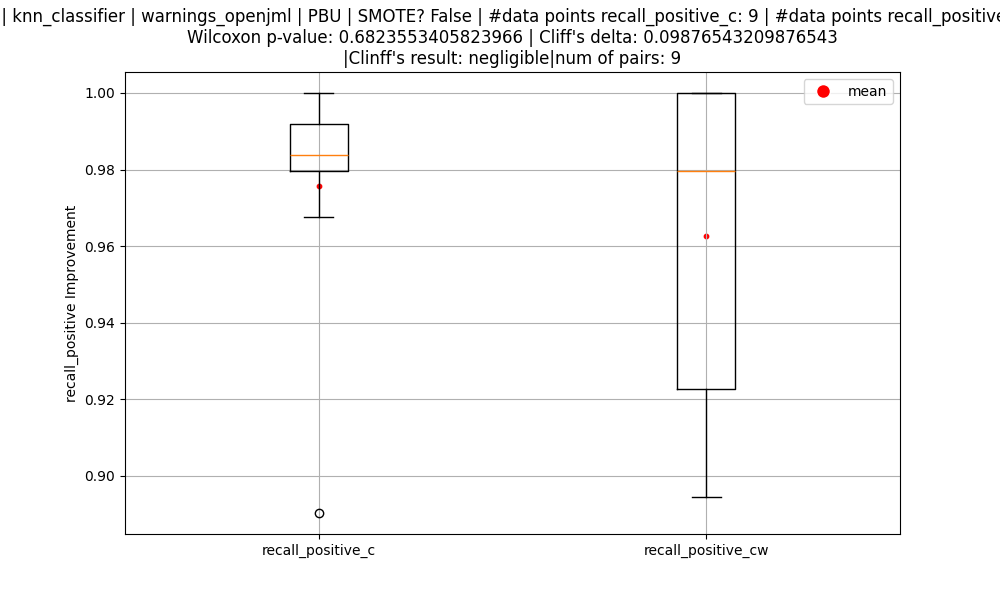 | knn_classifier | warnings_openjml | PBU | SMOTE? False | #data points recall_positive_c: 9 | #data points recall_positive
Wilcoxon p-value: 0.6823553405823966 | Cliff's delta: 0.09876543209876543
|Clinff's result: negligible|num of pairs: 9
mean
1.00
0.98
0.96
0.94
0.92
0.90
recall_positive Improvement
recall_positive_c
recall_positive_cw